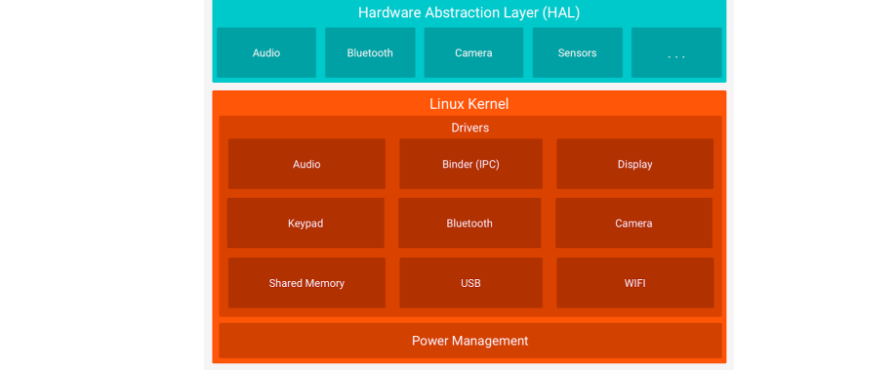 Hardware Abstraction Layer (HAL)
Audio
Bluetooth
Camera
Sensors
. . .
Linux Kernel
Drivers
Audio
Binder (IPC)
Display
Keypad
Bluetooth
Camera
Shared Memory
USB
WIFI
Power Management